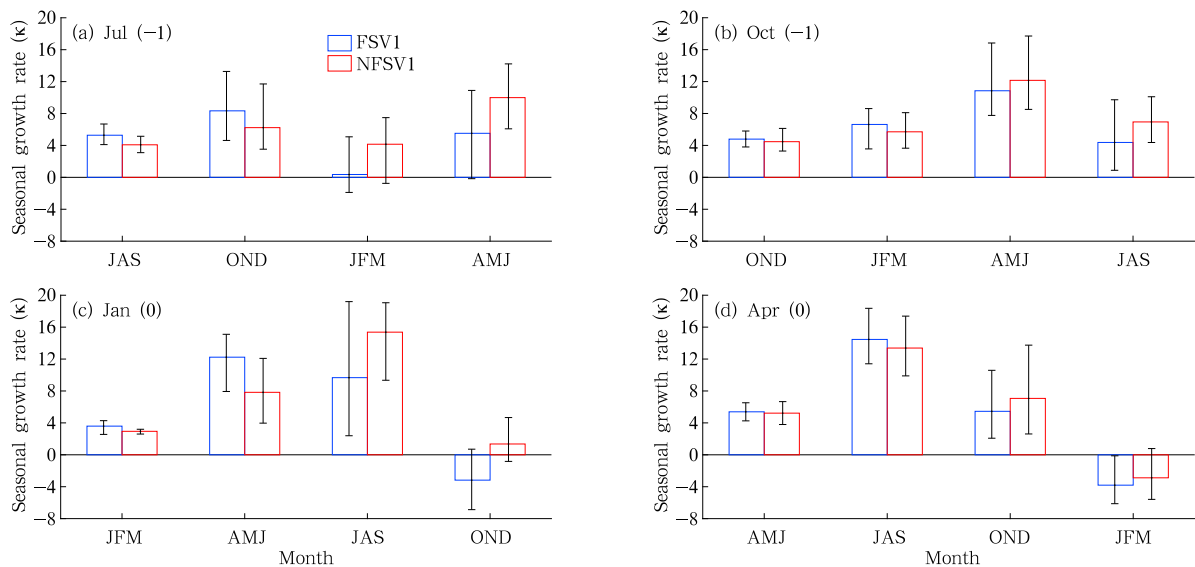 (a) Jul (−1)
FSV1
NFSV1
Seasonal growth rate (κ)
20
16
12
8
4
0
−4
−8
JAS OND JFM AMJ
(b) Oct (−1)
Seasonal growth rate (κ)
20
16
12
8
4
0
−4
−8
OND JFM AMJ JAS
(c) Jan (0)
Seasonal growth rate (κ)
20
16
12
8
4
0
−4
−8
JFM AMJ JAS OND
Month
(d) Apr (0)
Seasonal growth rate (κ)
20
16
12
8
4
0
−4
−8
AMJ JAS OND JFM
Month